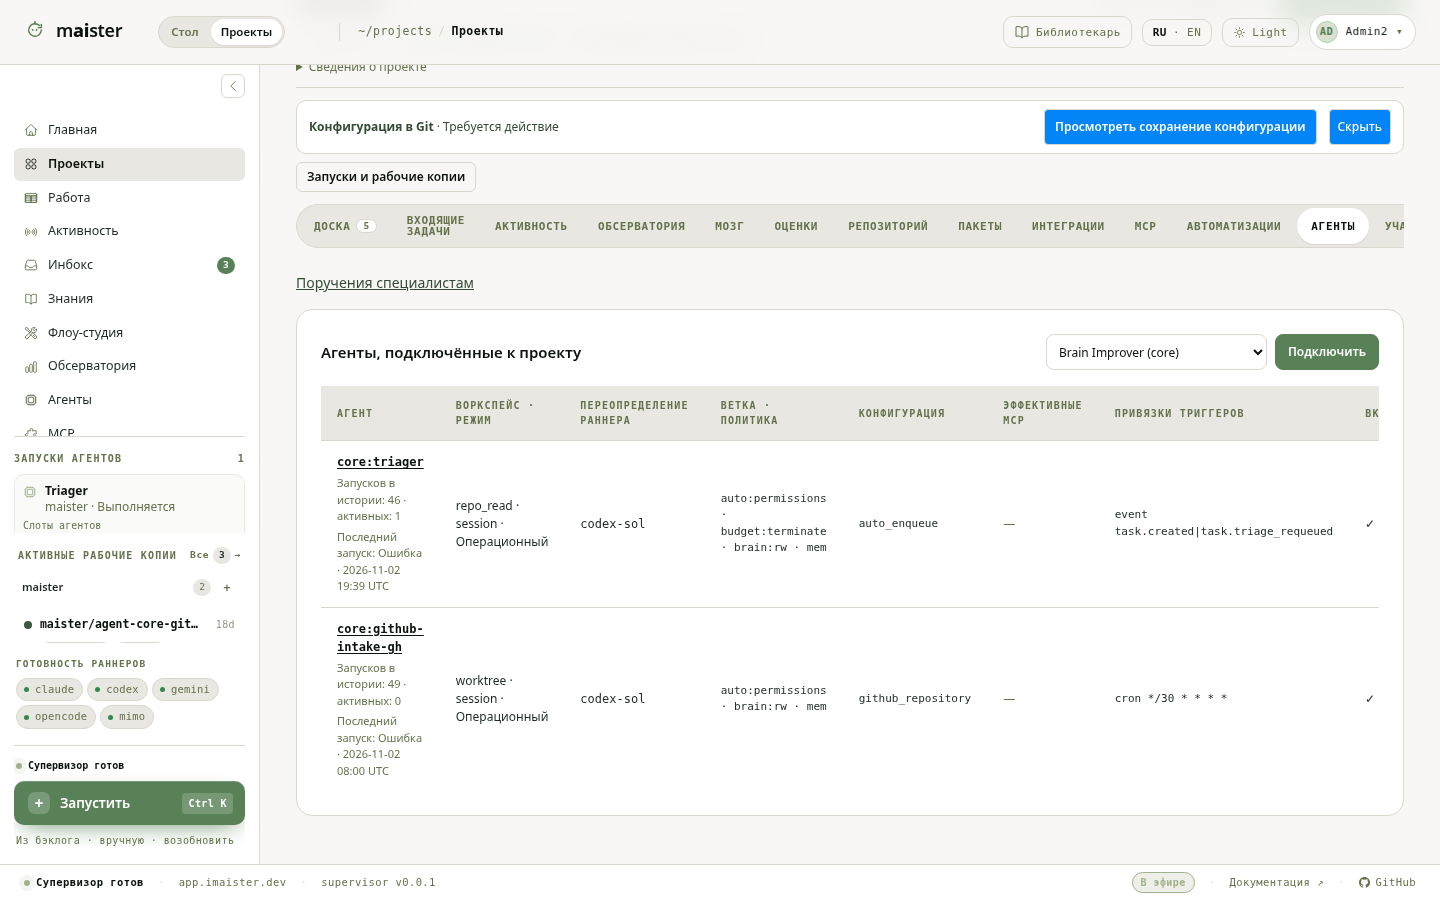 maister
Стол
Проекты
~/projects / Проекты
Библиотекарь
RU · EN
Light
AD
Admin2 ▾
Главная
Проекты
Работа
Активность
Инбокс
3
Знания
Флоу-студия
Обсерватория
Агенты
MCP
ЗАПУСКИ АГЕНТОВ
1
Triager
maister · Выполняется
Слоты агентов
АКТИВНЫЕ РАБОЧИЕ КОПИИ
Все 3 →
maister
2 +
maister/agent-core-git…
18d
ГОТОВНОСТЬ РАННЕРОВ
claude
codex
gemini
opencode
mimo
Супервизор готов
+ Запустить
Ctrl K
Из бэклога · вручную · возобновить
▶ Сведения о проекте
Конфигурация в Git · Требуется действие
Просмотреть сохранение конфигурации
Скрыть
Запуски и рабочие копии
ДОСКА 5
ВХОДЯЩИЕ
ЗАДАЧИ
АКТИВНОСТЬ
ОБСЕРВАТОРИЯ
МОЗГ
ОЦЕНКИ
РЕПОЗИТОРИЙ
ПАКЕТЫ
ИНТЕГРАЦИИ
MCP
АВТОМАТИЗАЦИИ
АГЕНТЫ
УЧА
Поручения специалистам
Агенты, подключённые к проекту
Brain Improver (core)
Подключить
АГЕНТ
ВОРКСПЕЙС ·
РЕЖИМ
ПЕРЕОПРЕДЕЛЕНИЕ
РАННЕРА
ВЕТКА ·
ПОЛИТИКА
КОНФИГУРАЦИЯ
ЭФФЕКТИВНЫЕ
MCP
ПРИВЯЗКИ ТРИГГЕРОВ
ВК
core:triager
Запусков в
истории: 46 ·
активных: 1
Последний
запуск: Ошибка
· 2026-11-02
19:39 UTC
repo_read ·
session ·
Операционный
codex-sol
auto:permissions
·
budget:terminate
· brain:rw · mem
auto_enqueue
—
event
task.created|task.triage_requeued
✓
core:github-
intake-gh
Запусков в
истории: 49 ·
активных: 0
Последний
запуск: Ошибка
· 2026-11-02
08:00 UTC
worktree ·
session ·
Операционный
codex-sol
auto:permissions
· brain:rw · mem
github_repository
—
cron */30 * * * *
✓
Супервизор готов · app.imaister.dev · supervisor v0.0.1
В эфире · Документация ↗ · GitHub